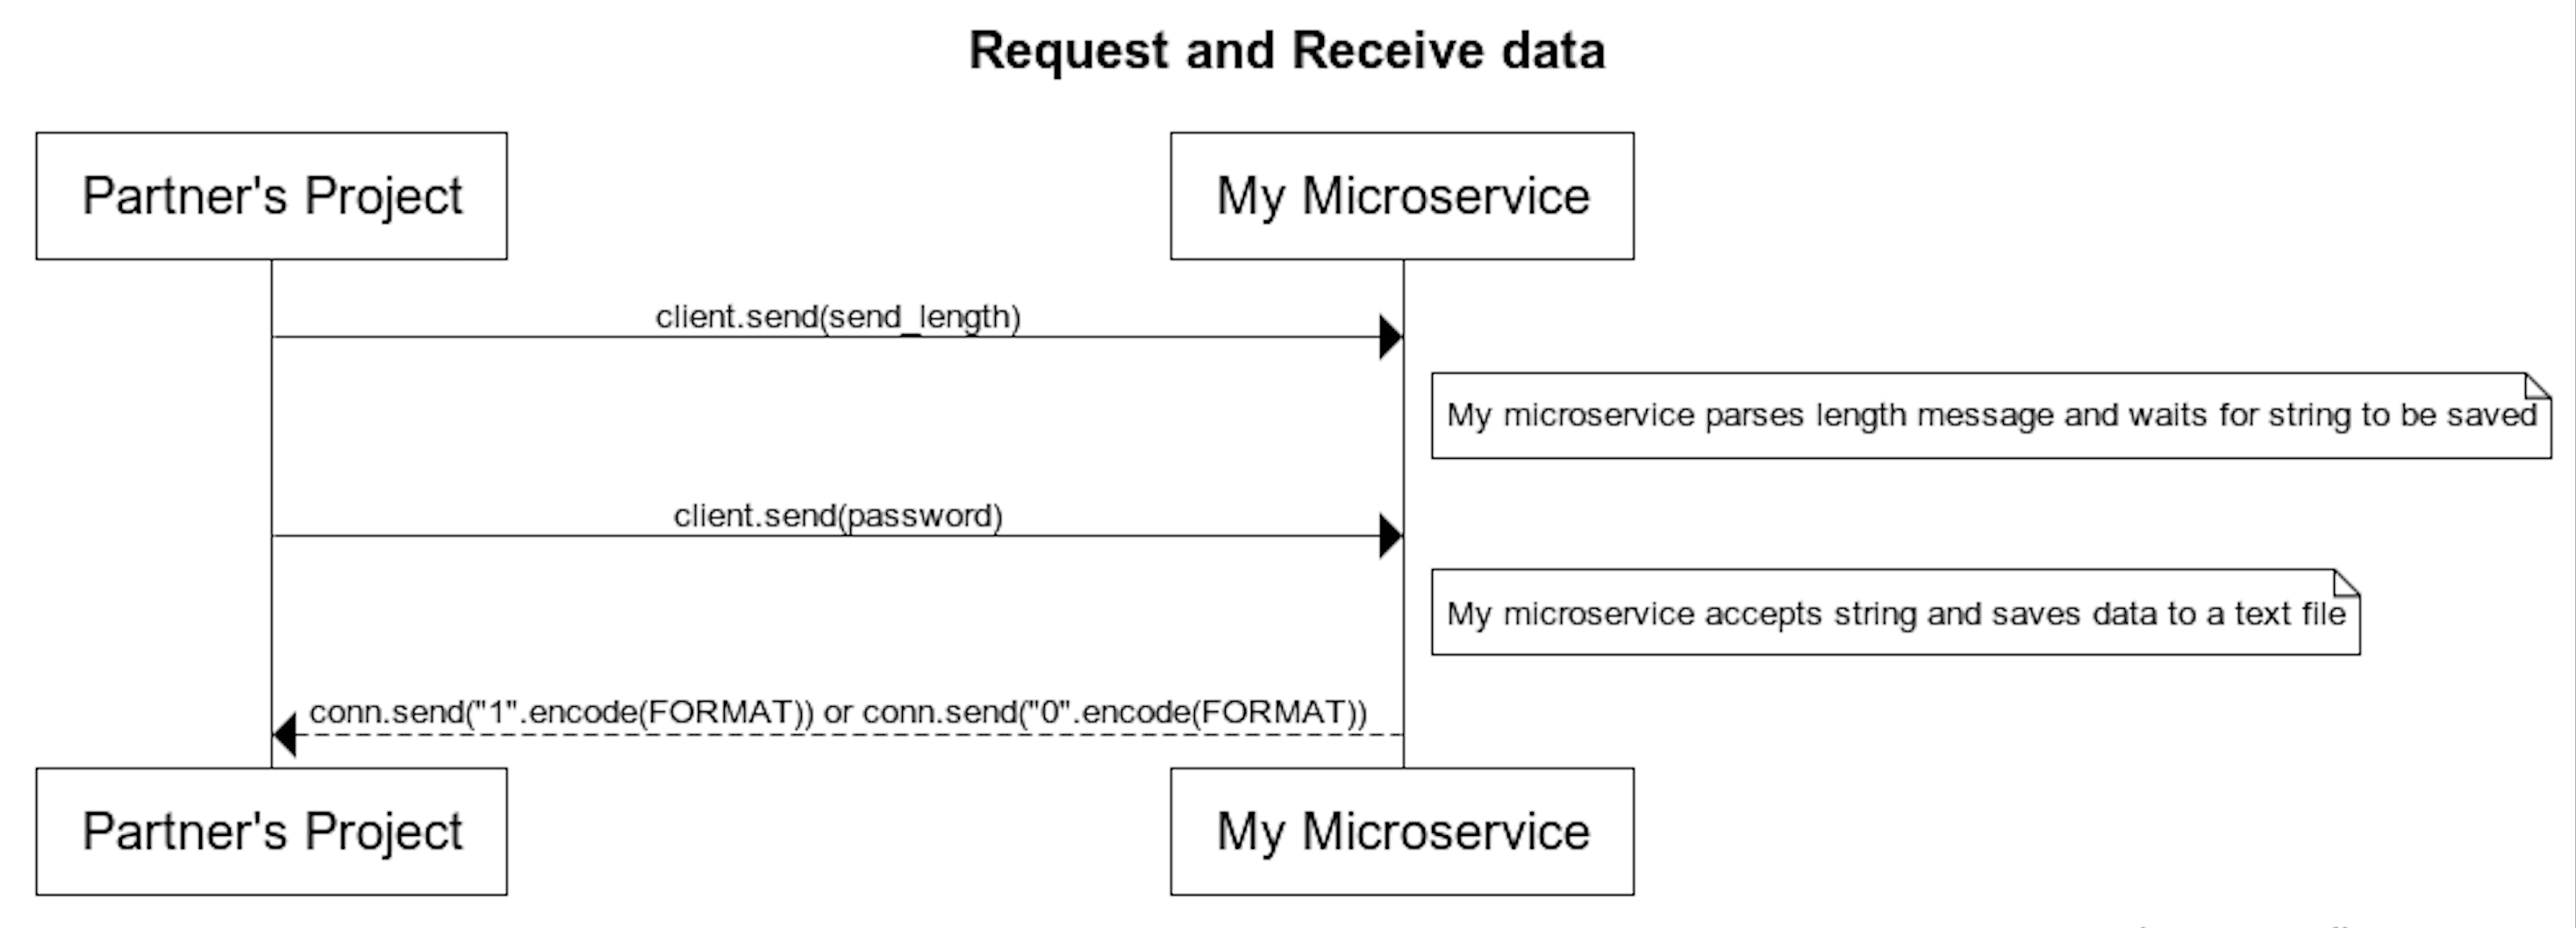 Request and Receive data
Partner's Project
My Microservice
client.send(send_length)
My microservice parses length message and waits for string to be saved
client.send(password)
My microservice accepts string and saves data to a text file
conn.send("1".encode(FORMAT)) or conn.send("0".encode(FORMAT))
Partner's Project
My Microservice